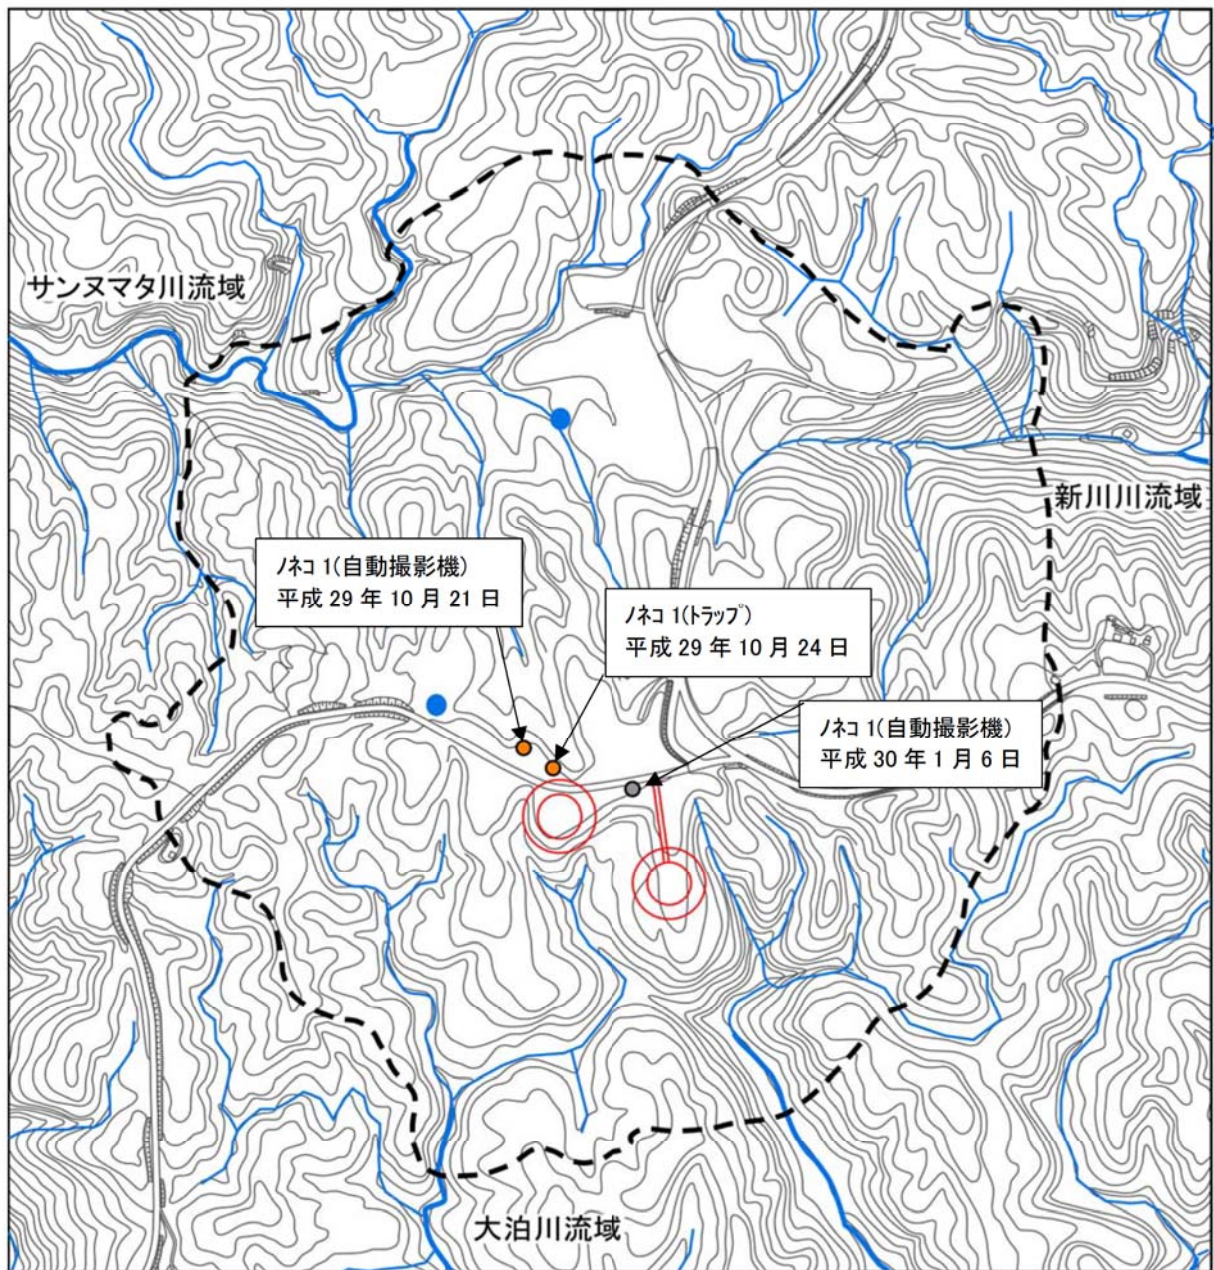 サンヌマタ川流域
新川川流域
ﾉﾈｺ 1(自動撮影機)
平成 29 年 10 月 21 日
ﾉﾈｺ 1(ﾄﾗｯﾌﾟ)
平成 29 年 10 月 24 日
ﾉﾈｺ 1(自動撮影機)
平成 30 年 1 月 6 日
大泊川流域